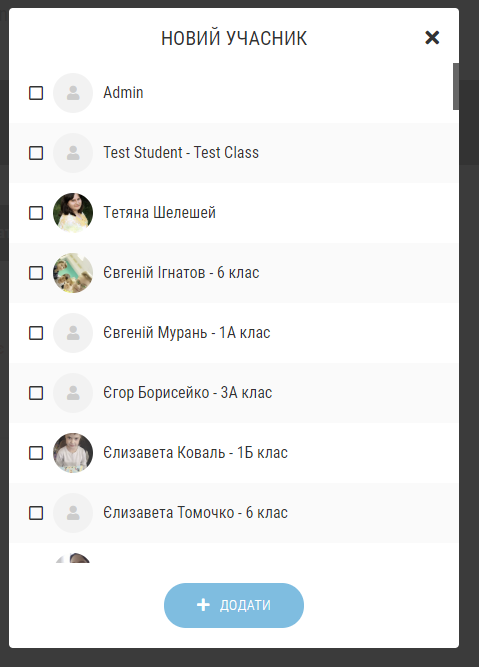 НОВИЙ УЧАСНИК
Admin
Test Student - Test Class
Тетяна Шелешей
Євгеній Ігнатов - 6 клас
Євгеній Мурань - 1А клас
Єгор Борисейко - 3А клас
Єлизавета Коваль - 1Б клас
Єлизавета Томочко - 6 клас
ДОДАТИ